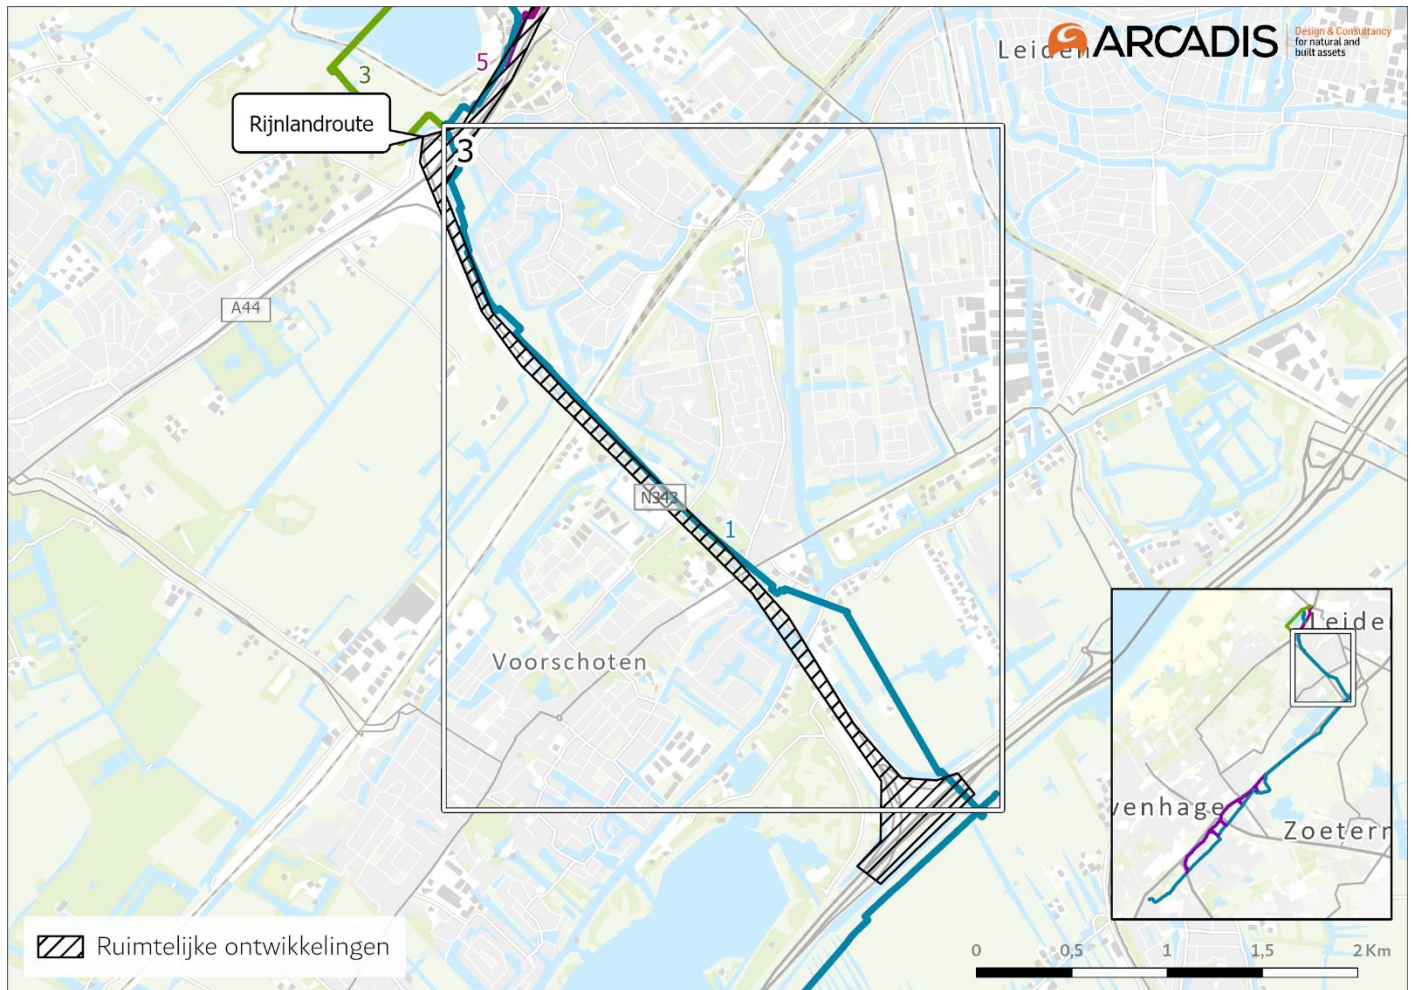 Leiden
ARCADIS
Design & Consultancy
for natural and
built assets
3
5
Rijnlandroute
3
A44
N343
1
Voorschoten
Leiden
venhage
Zoeterm
Ruimtelijke ontwikkelingen
0 0,5 1 1,5 2 Km